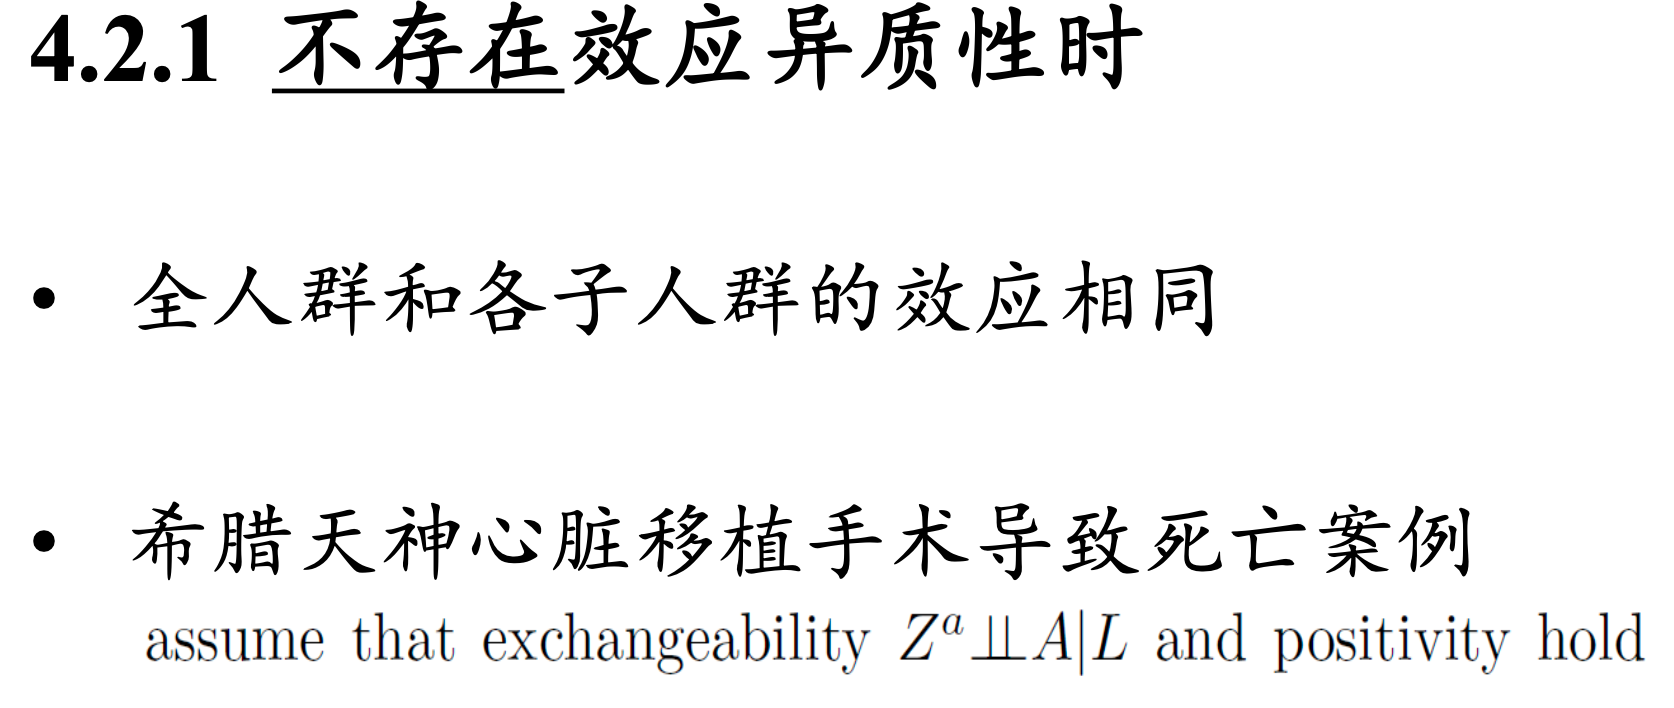 4.2.1 不存在效应异质性时
• 全人群和各子人群的效应相同
• 希腊天神心脏移植手术导致死亡案例
assume that exchangeability Zᵃ⫫A|L and positivity hold